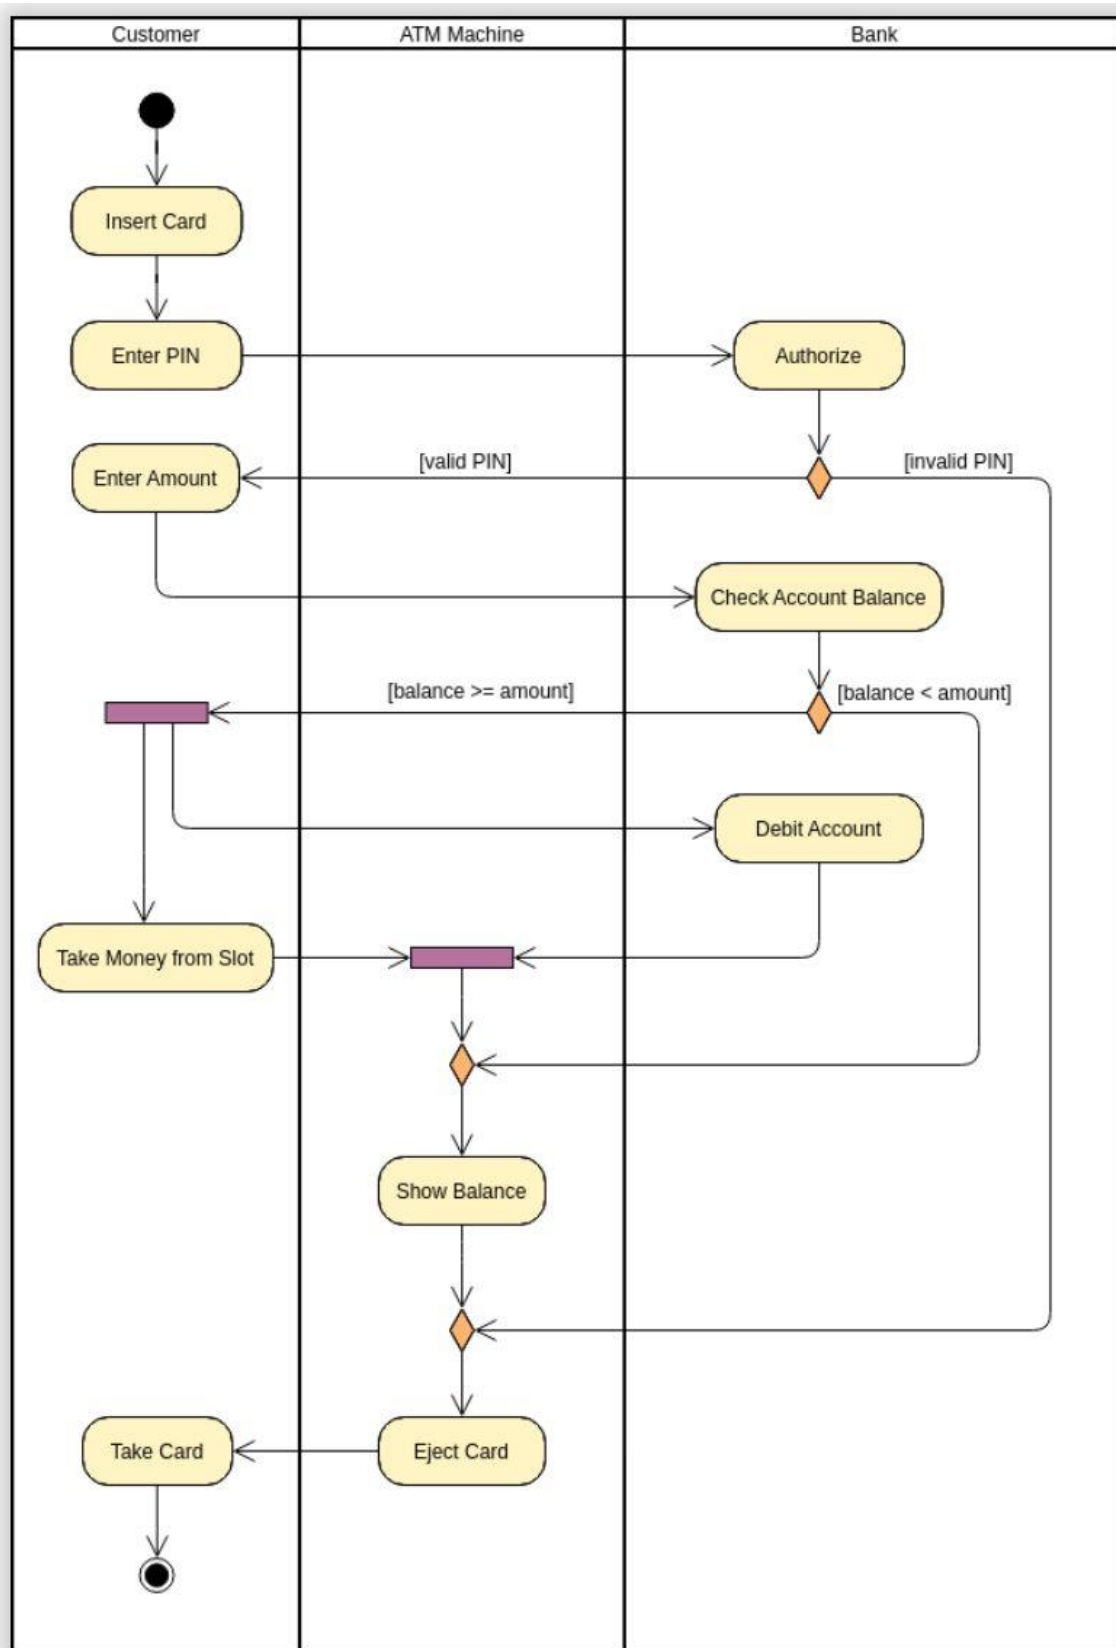 Customer
ATM Machine
Bank
Insert Card
Enter PIN
Authorize
[valid PIN]
[invalid PIN]
Enter Amount
Check Account Balance
[balance >= amount]
[balance < amount]
Debit Account
Take Money from Slot
Show Balance
Take Card
Eject Card